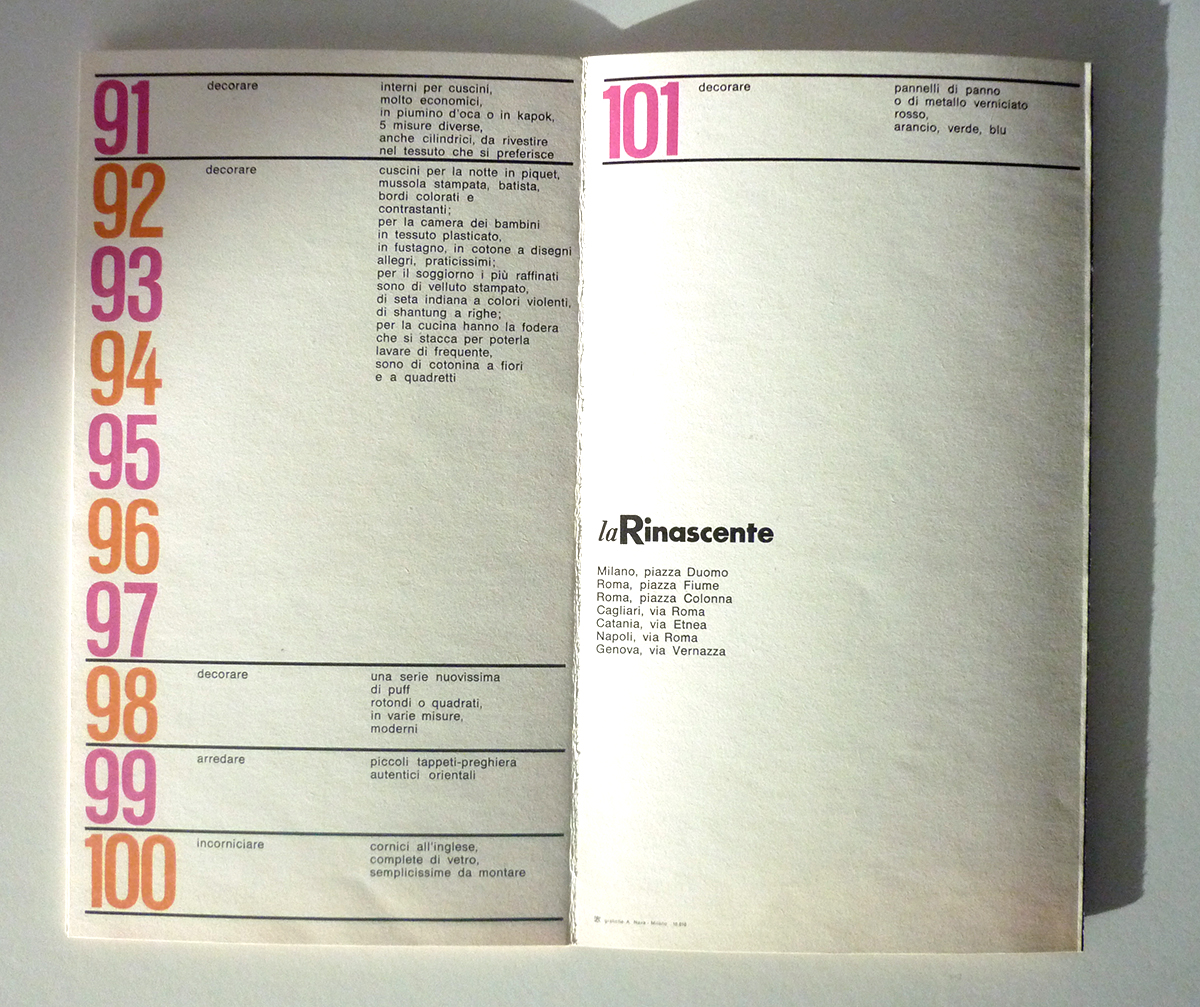 91
decorare
interni per cuscini,
molto economici,
in piumino d'oca o in kapok,
5 misure diverse,
anche cilindrici, da rivestire
nel tessuto che si preferisce
92
decorare
cuscini per la notte in piquet,
mussola stampata, batista,
bordi colorati e
contrastanti;
per la camera dei bambini
in tessuto plasticato,
in fustagno, in cotone a disegni
allegri, praticissimi;
per il soggiorno i più raffinati
sono di velluto stampato,
di seta indiana a colori violenti,
di shantung a righe;
per la cucina hanno la fodera
che si stacca per poterla
lavare di frequente,
sono di cotonina a fiori
e a quadretti
93
94
95
96
97
98
decorare
una serie nuovissima
di puff
rotondi o quadrati,
in varie misure,
moderni
99
arredare
piccoli tappeti-preghiera
autentici orientali
100
incorniciare
cornici all'inglese,
complete di vetro,
semplicissime da montare
101
decorare
pannelli di panno
o di metallo verniciato
rosso,
arancio, verde, blu
la Rinascente
Milano, piazza Duomo
Roma, piazza Fiume
Roma, piazza Colonna
Cagliari, via Roma
Catania, via Etnea
Napoli, via Roma
Genova, via Vernazza
grafiche A. Nava - Milano